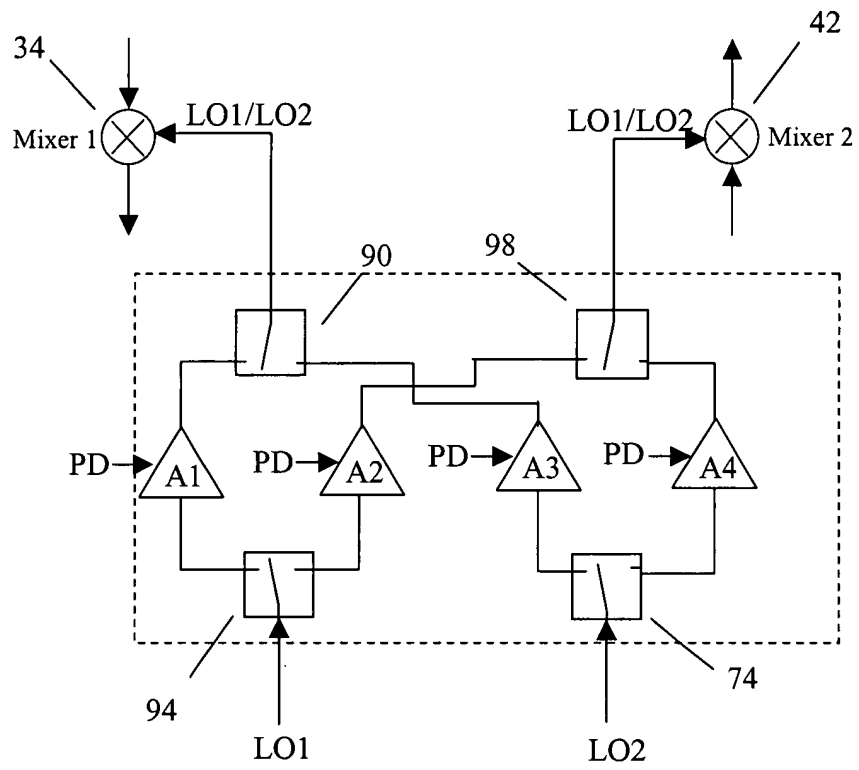 34
42
LO1/LO2
LO1/LO2
Mixer 1
Mixer 2
90
98
PD
A1
PD
A2
PD
A3
PD
A4
94
74
LO1
LO2